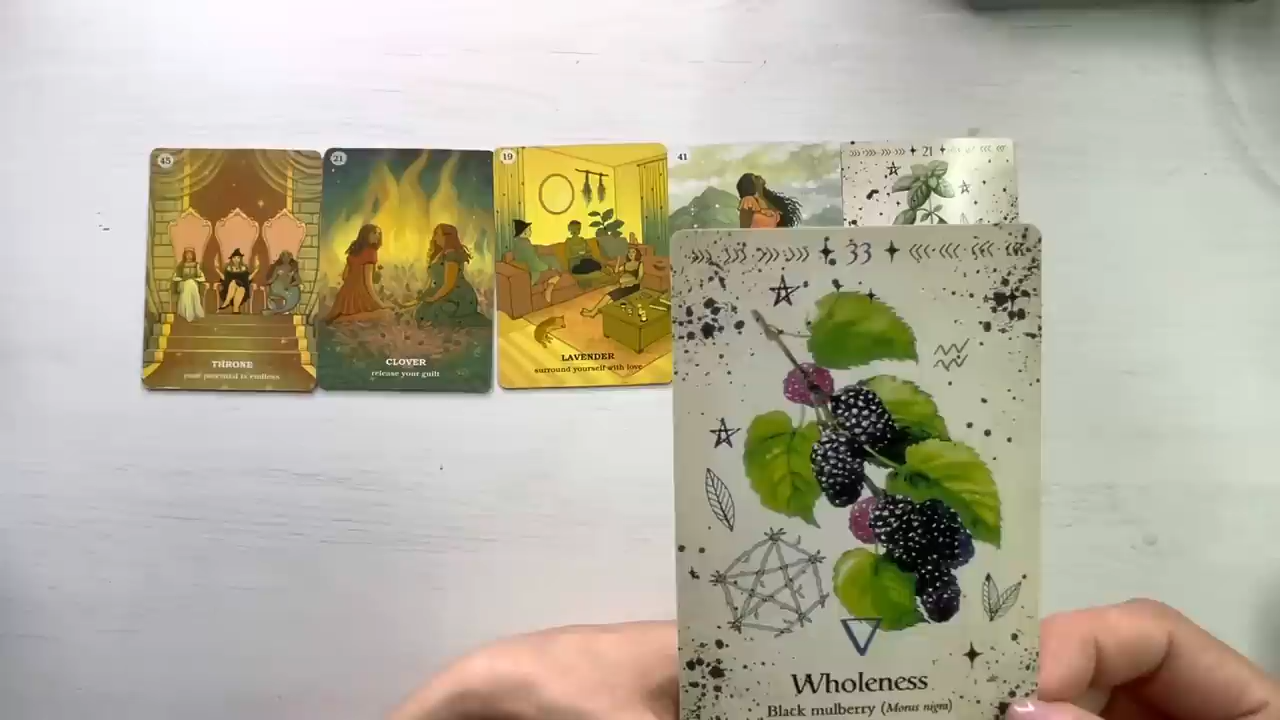 45
THRONE
your potential is endless
21
CLOVER
release your guilt
19
LAVENDER
surround yourself with love
41
21
33
Wholeness
Black mulberry (Morus nigra)